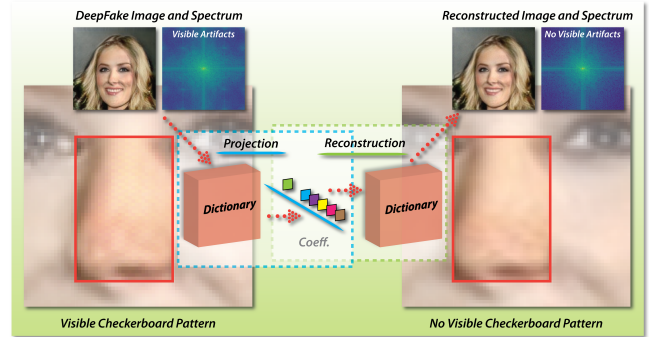 DeepFake Image and Spectrum
Reconstructed Image and Spectrum
Visible Artifacts
No Visible Artifacts
Projection
Reconstruction
Dictionary
Dictionary
Coeff.
Visible Checkerboard Pattern
No Visible Checkerboard Pattern